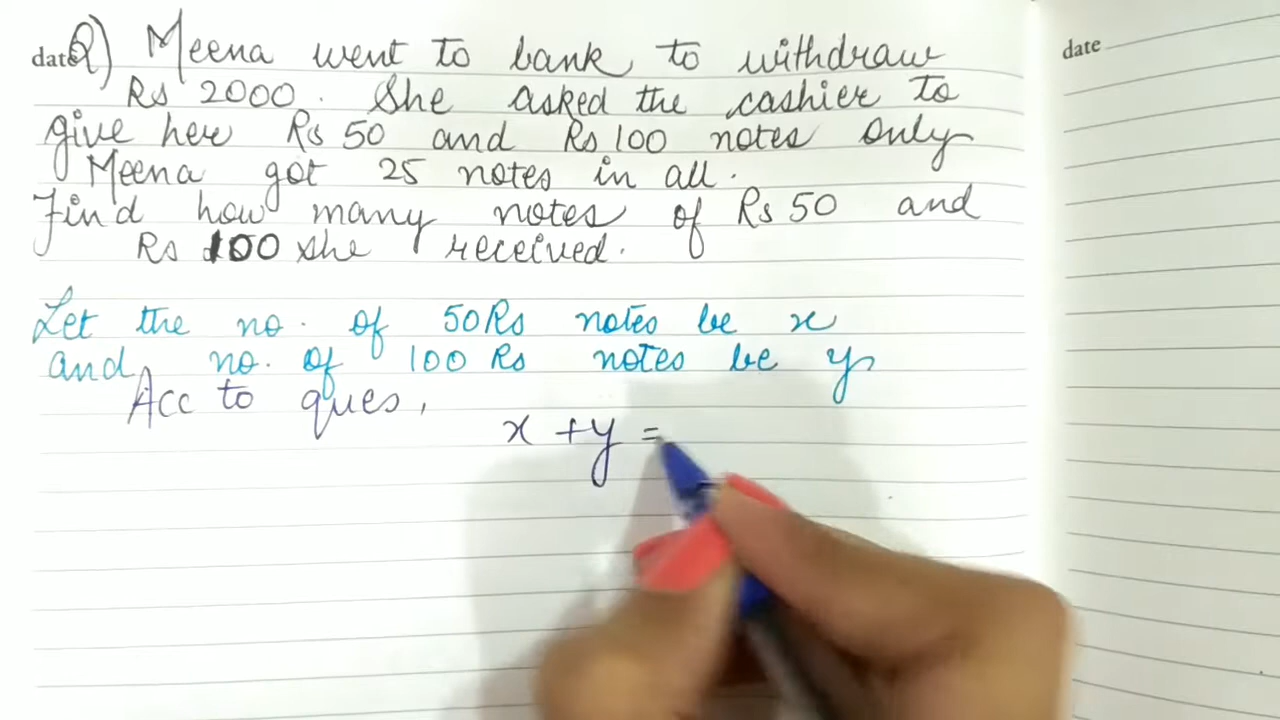 date Q) Meena went to bank to withdraw
Rs 2000. She asked the cashier to
give her Rs 50 and Rs 100 notes only
Meena got 25 notes in all.
Find how many notes of Rs 50 and
Rs 100 she received.
Let the no. of 50 Rs notes be x
and no. of 100 Rs notes be y
Acc to ques,
x + y =
date